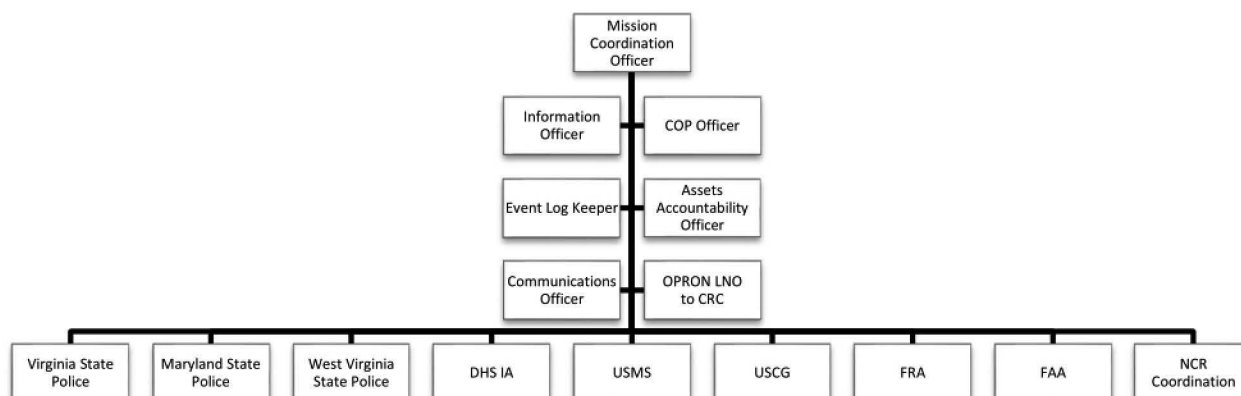 Mission
Coordination
Officer
Information
Officer
COP Officer
Event Log Keeper
Assets
Accountability
Officer
Communications
Officer
OPRON LNO
to CRC
Virginia State
Police
Maryland State
Police
West Virginia
State Police
DHS IA
USMS
USCG
FRA
FAA
NCR
Coordination